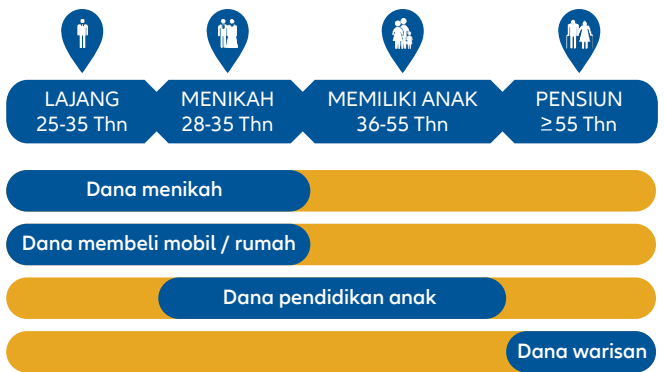 LAJANG
25-35 Thn
MENIKAH
28-35 Thn
MEMILIKI ANAK
36-55 Thn
PENSIUN
≥55 Thn
Dana menikah
Dana membeli mobil / rumah
Dana pendidikan anak
Dana warisan